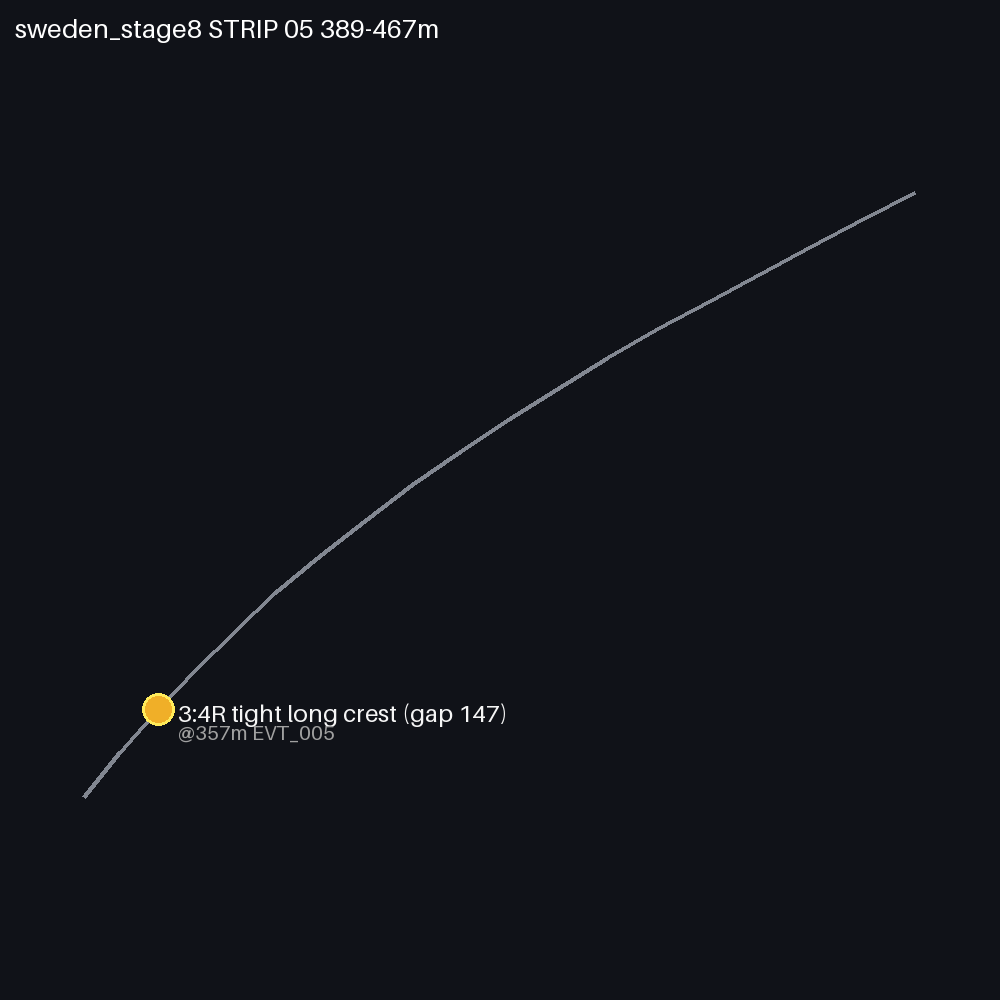 sweden_stage8 STRIP 05 389-467m
3:4R tight long crest (gap 147)
@357m EVT_005